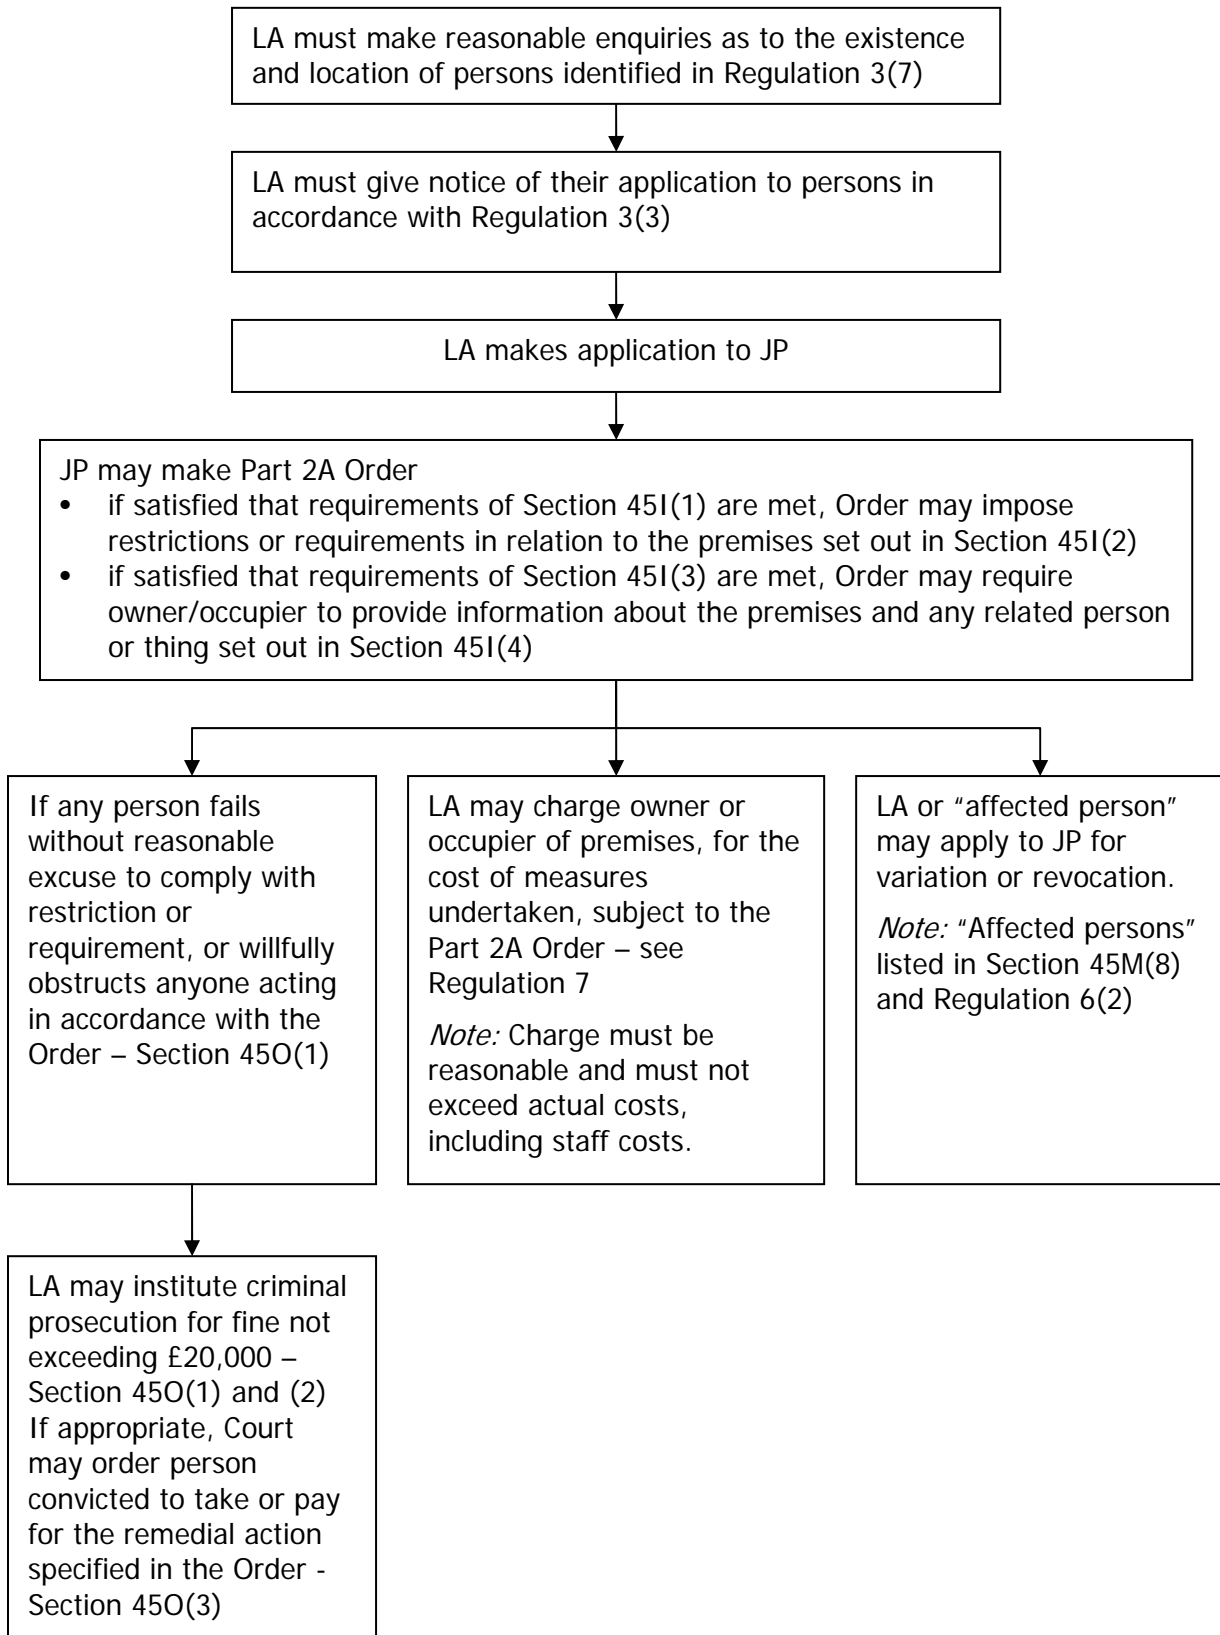 LA must make reasonable enquiries as to the existence
and location of persons identified in Regulation 3(7)
LA must give notice of their application to persons in
accordance with Regulation 3(3)
LA makes application to JP
JP may make Part 2A Order
• if satisfied that requirements of Section 45I(1) are met, Order may impose
restrictions or requirements in relation to the premises set out in Section 45I(2)
• if satisfied that requirements of Section 45I(3) are met, Order may require
owner/occupier to provide information about the premises and any related person
or thing set out in Section 45I(4)
If any person fails
without reasonable
excuse to comply with
restriction or
requirement, or willfully
obstructs anyone acting
in accordance with the
Order – Section 45O(1)
LA may charge owner or
occupier of premises, for the
cost of measures
undertaken, subject to the
Part 2A Order – see
Regulation 7
Note: Charge must be
reasonable and must not
exceed actual costs,
including staff costs.
LA or “affected person”
may apply to JP for
variation or revocation.
Note: “Affected persons”
listed in Section 45M(8)
and Regulation 6(2)
LA may institute criminal
prosecution for fine not
exceeding £20,000 –
Section 45O(1) and (2)
If appropriate, Court
may order person
convicted to take or pay
for the remedial action
specified in the Order -
Section 45O(3)